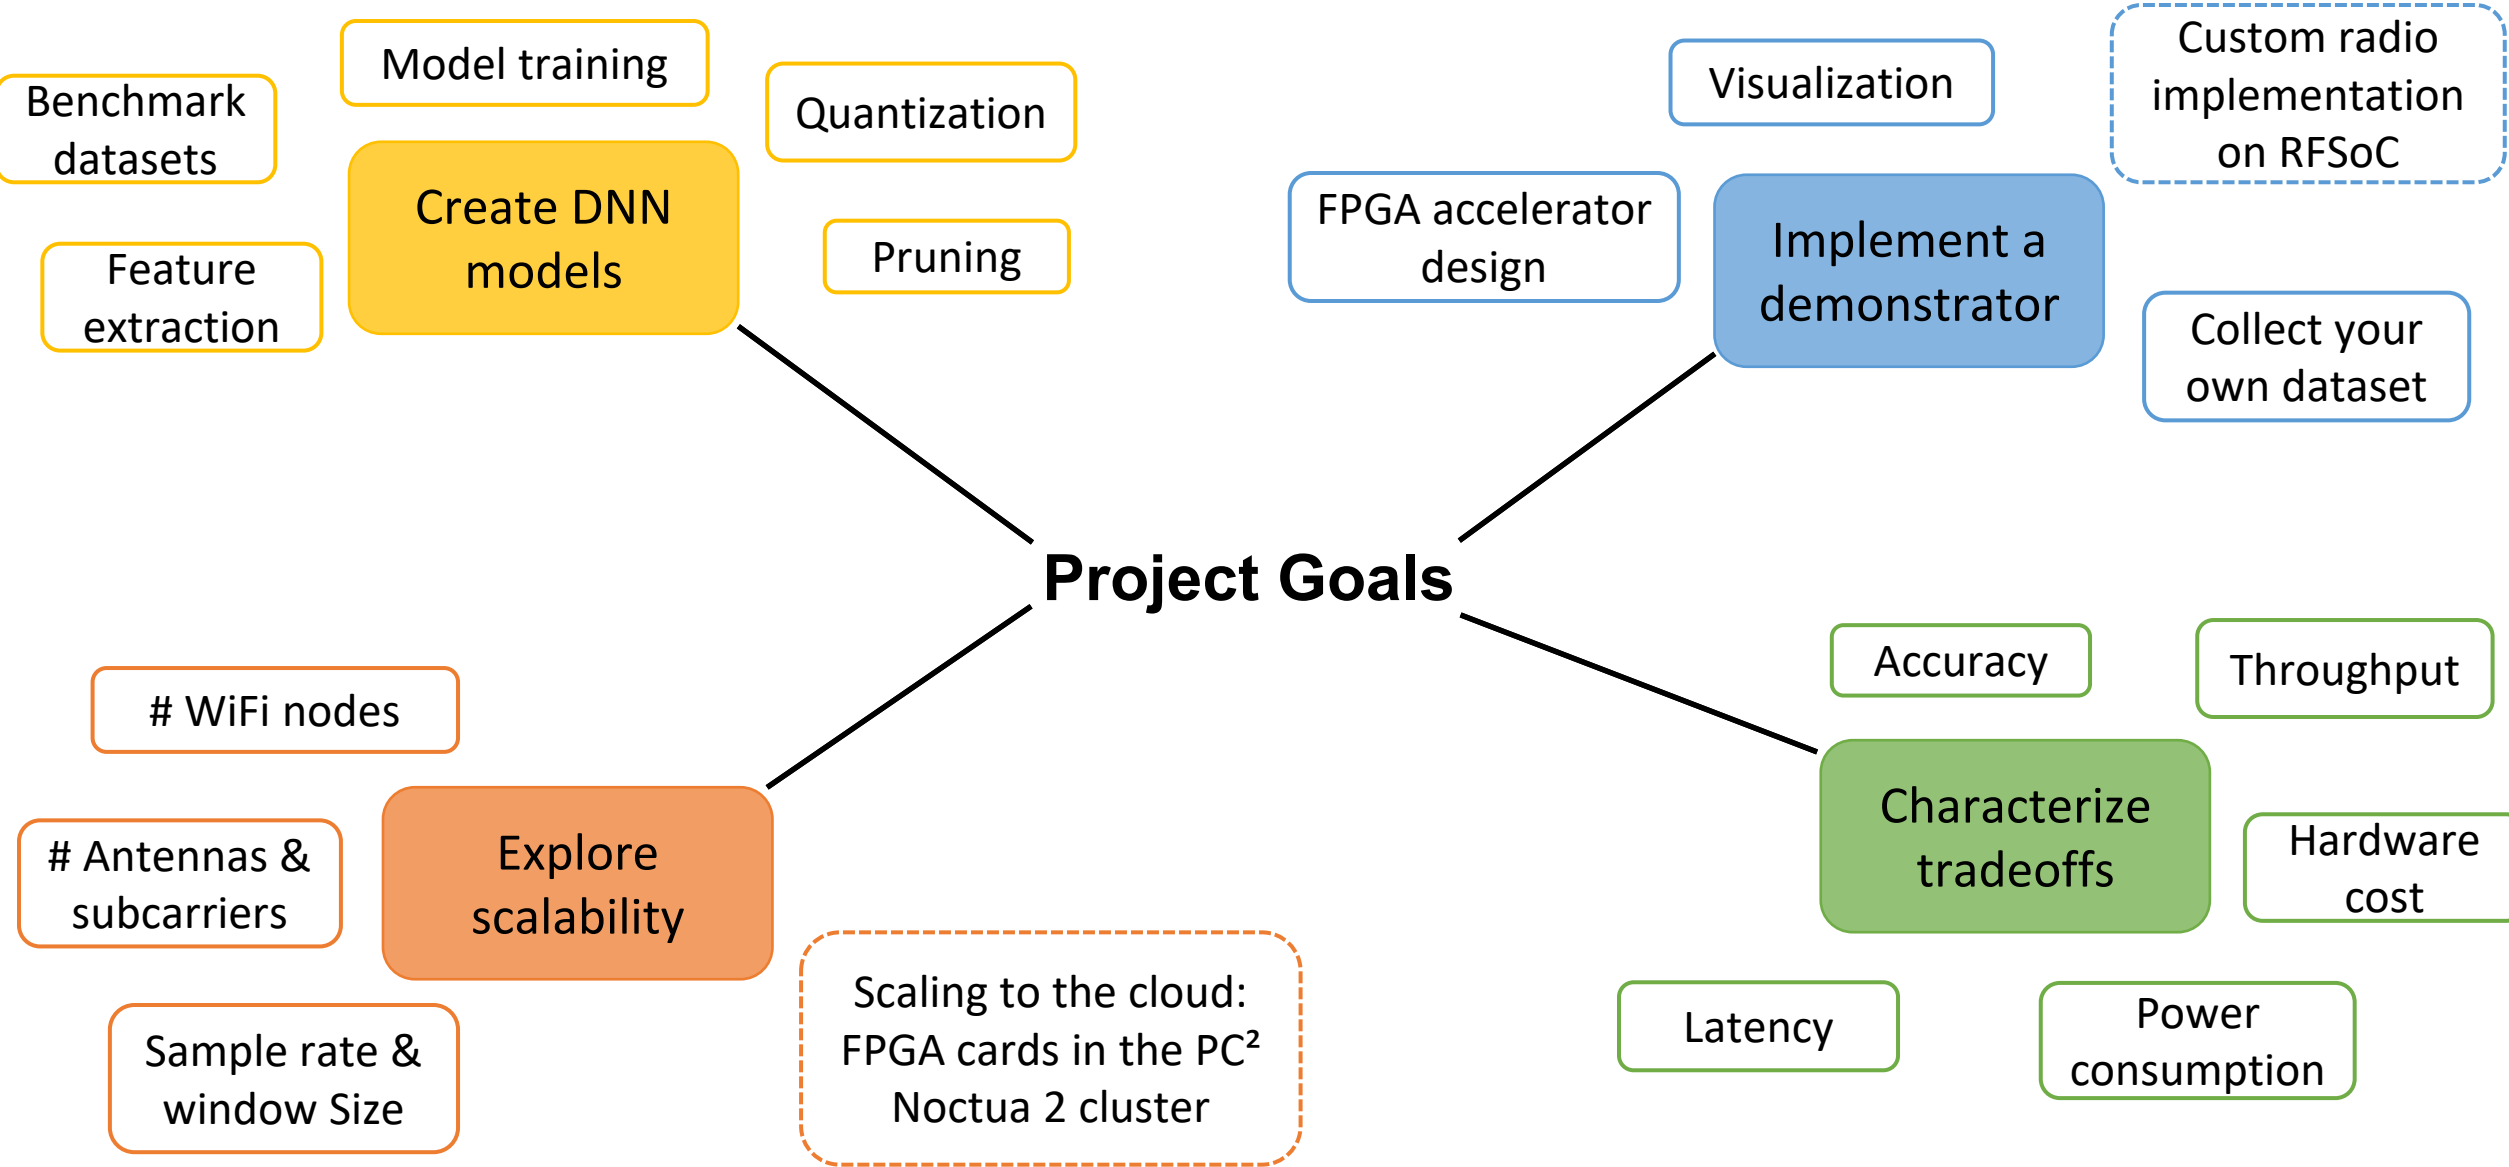 Model training
Benchmark
datasets
Quantization
Create DNN
models
Feature
extraction
Pruning
Visualization
Custom radio
implementation
on RFSoC
FPGA accelerator
design
Implement a
demonstrator
Collect your
own dataset
Project Goals
# WiFi nodes
# Antennas &
subcarriers
Explore
scalability
Sample rate &
window Size
Scaling to the cloud:
FPGA cards in the PC²
Noctua 2 cluster
Accuracy
Throughput
Characterize
tradeoffs
Hardware
cost
Latency
Power
consumption